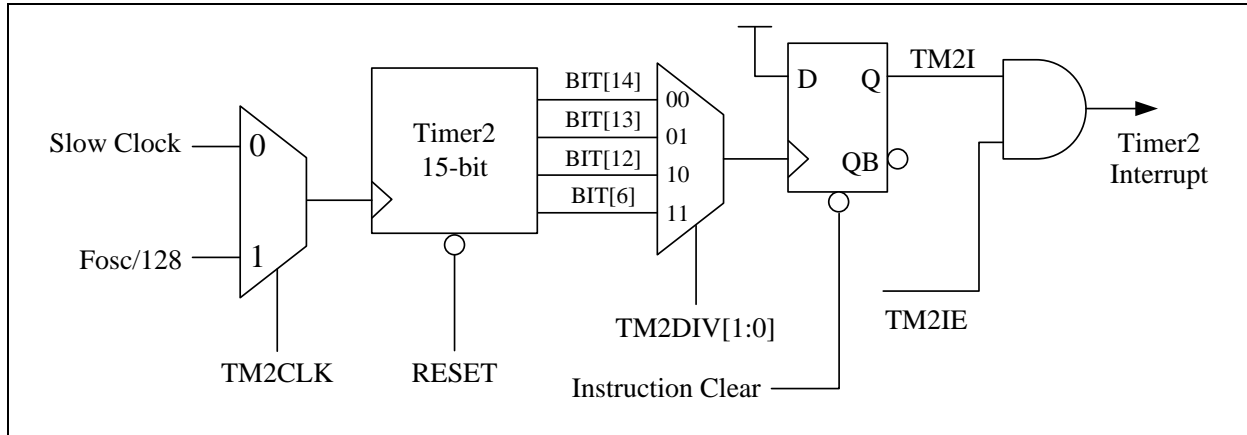 Slow Clock
Fosc/128
0
1
TM2CLK
Timer2
15-bit
RESET
BIT[14]
BIT[13]
BIT[12]
BIT[6]
00
01
10
11
TM2DIV[1:0]
Instruction Clear
D
Q
QB
TM2I
TM2IE
Timer2
Interrupt